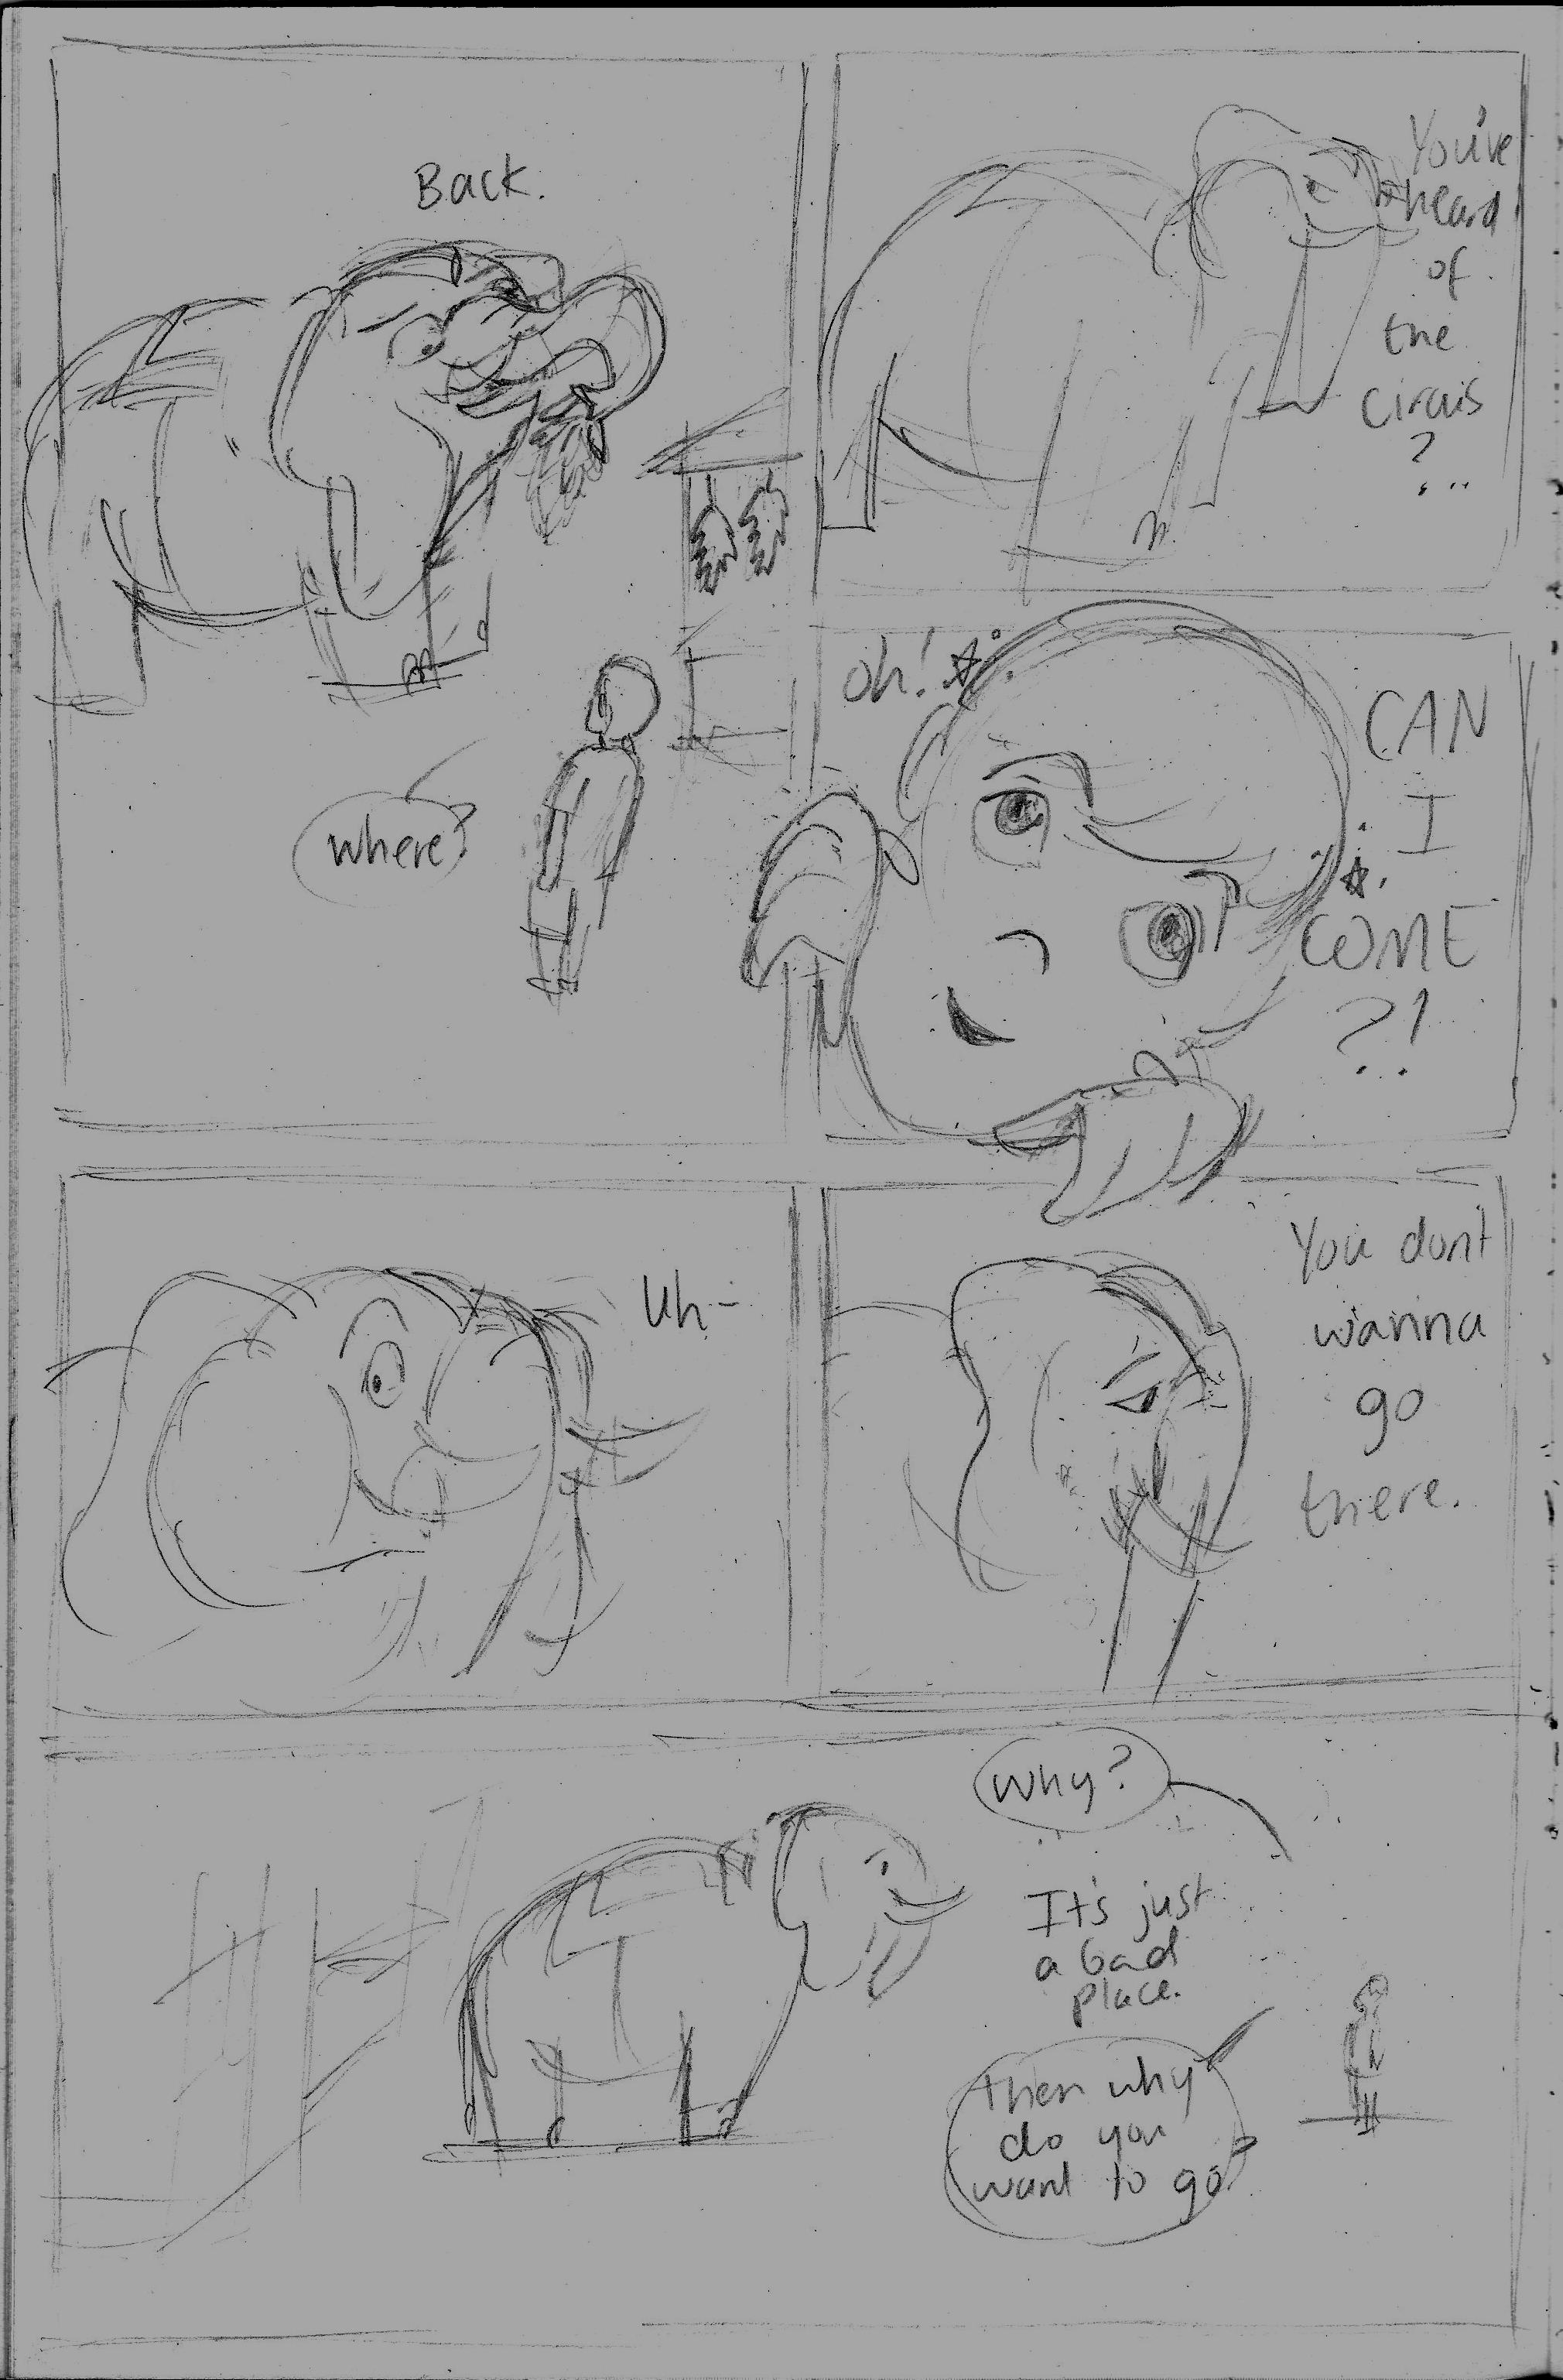 Back.
where?
You've
heard
of
the
circus
?
...
oh!
CAN
I
COME
?!
Uh-
You dont
wanna
go
there.
Why?
It's just
a bad
place.
then why
do you
want to go